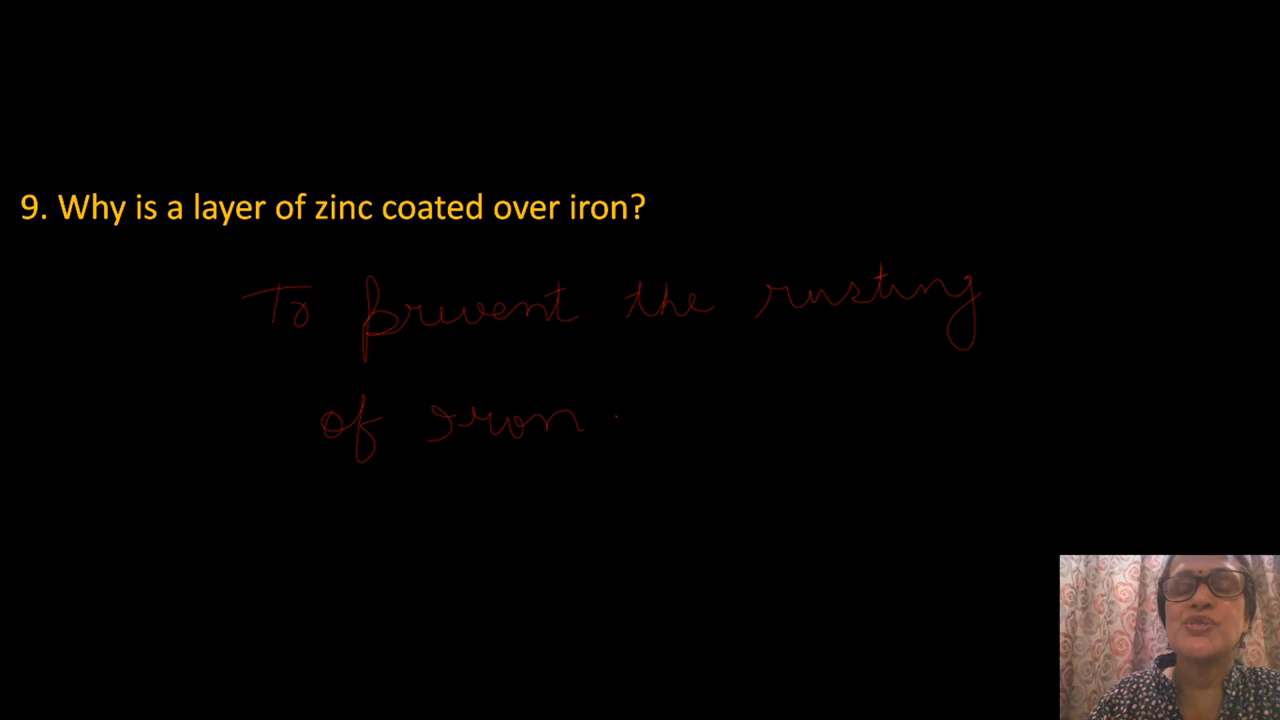 9. Why is a layer of zinc coated over iron?
To prevent the rusting
of Iron.